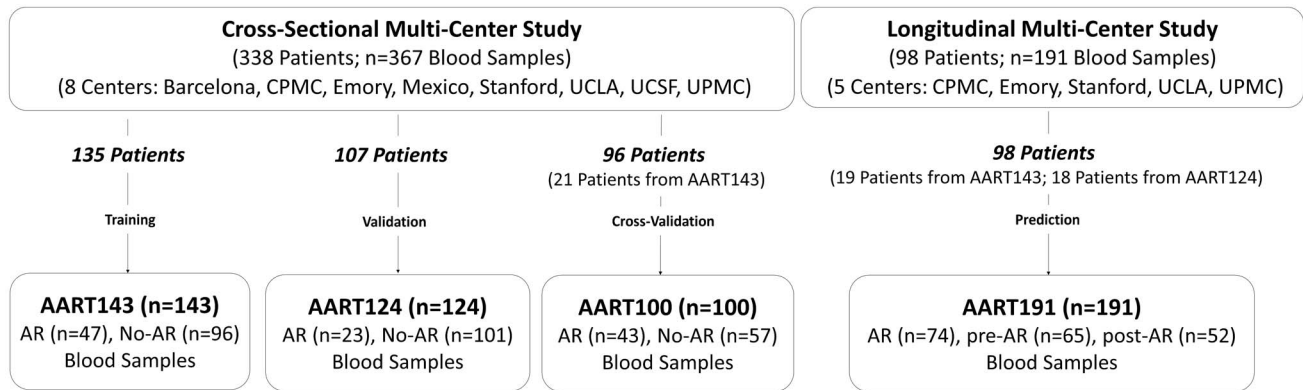 Cross-Sectional Multi-Center Study
(338 Patients; n=367 Blood Samples)
(8 Centers: Barcelona, CPMC, Emory, Mexico, Stanford, UCLA, UCSF, UPMC)
Longitudinal Multi-Center Study
(98 Patients; n=191 Blood Samples)
(5 Centers: CPMC, Emory, Stanford, UCLA, UPMC)
135 Patients
107 Patients
96 Patients
(21 Patients from AART143)
98 Patients
(19 Patients from AART143; 18 Patients from AART124)
Training
Validation
Cross-Validation
Prediction
AART143 (n=143)
AR (n=47), No-AR (n=96)
Blood Samples
AART124 (n=124)
AR (n=23), No-AR (n=101)
Blood Samples
AART100 (n=100)
AR (n=43), No-AR (n=57)
Blood Samples
AART191 (n=191)
AR (n=74), pre-AR (n=65), post-AR (n=52)
Blood Samples